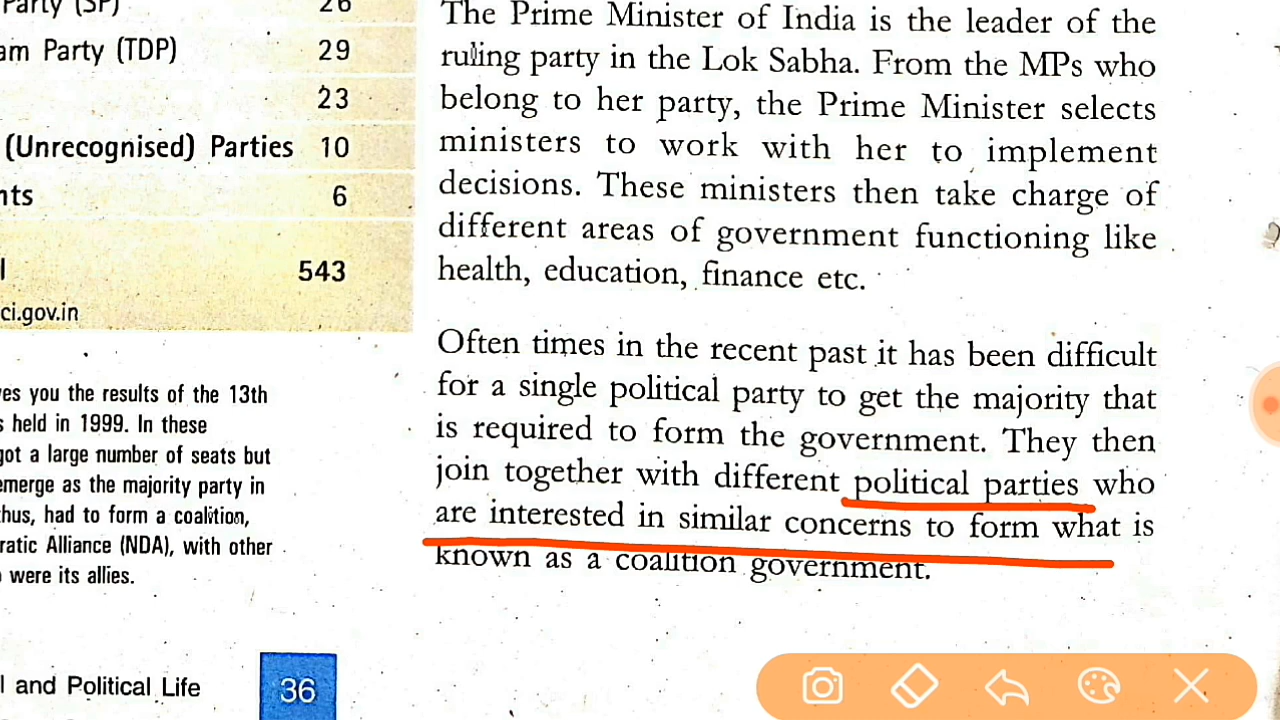 Party (SP) 26
am Party (TDP) 29
23
(Unrecognised) Parties 10
nts 6
l 543
ci.gov.in
ves you the results of the 13th
s held in 1999. In these
got a large number of seats but
emerge as the majority party in
thus, had to form a coalition,
ratic Alliance (NDA), with other
were its allies.
l and Political Life 36
The Prime Minister of India is the leader of the
ruling party in the Lok Sabha. From the MPs who
belong to her party, the Prime Minister selects
ministers to work with her to implement
decisions. These ministers then take charge of
different areas of government functioning like
health, education, finance etc.
Often times in the recent past it has been difficult
for a single political party to get the majority that
is required to form the government. They then
join together with different political parties who
are interested in similar concerns to form what is
known as a coalition government.